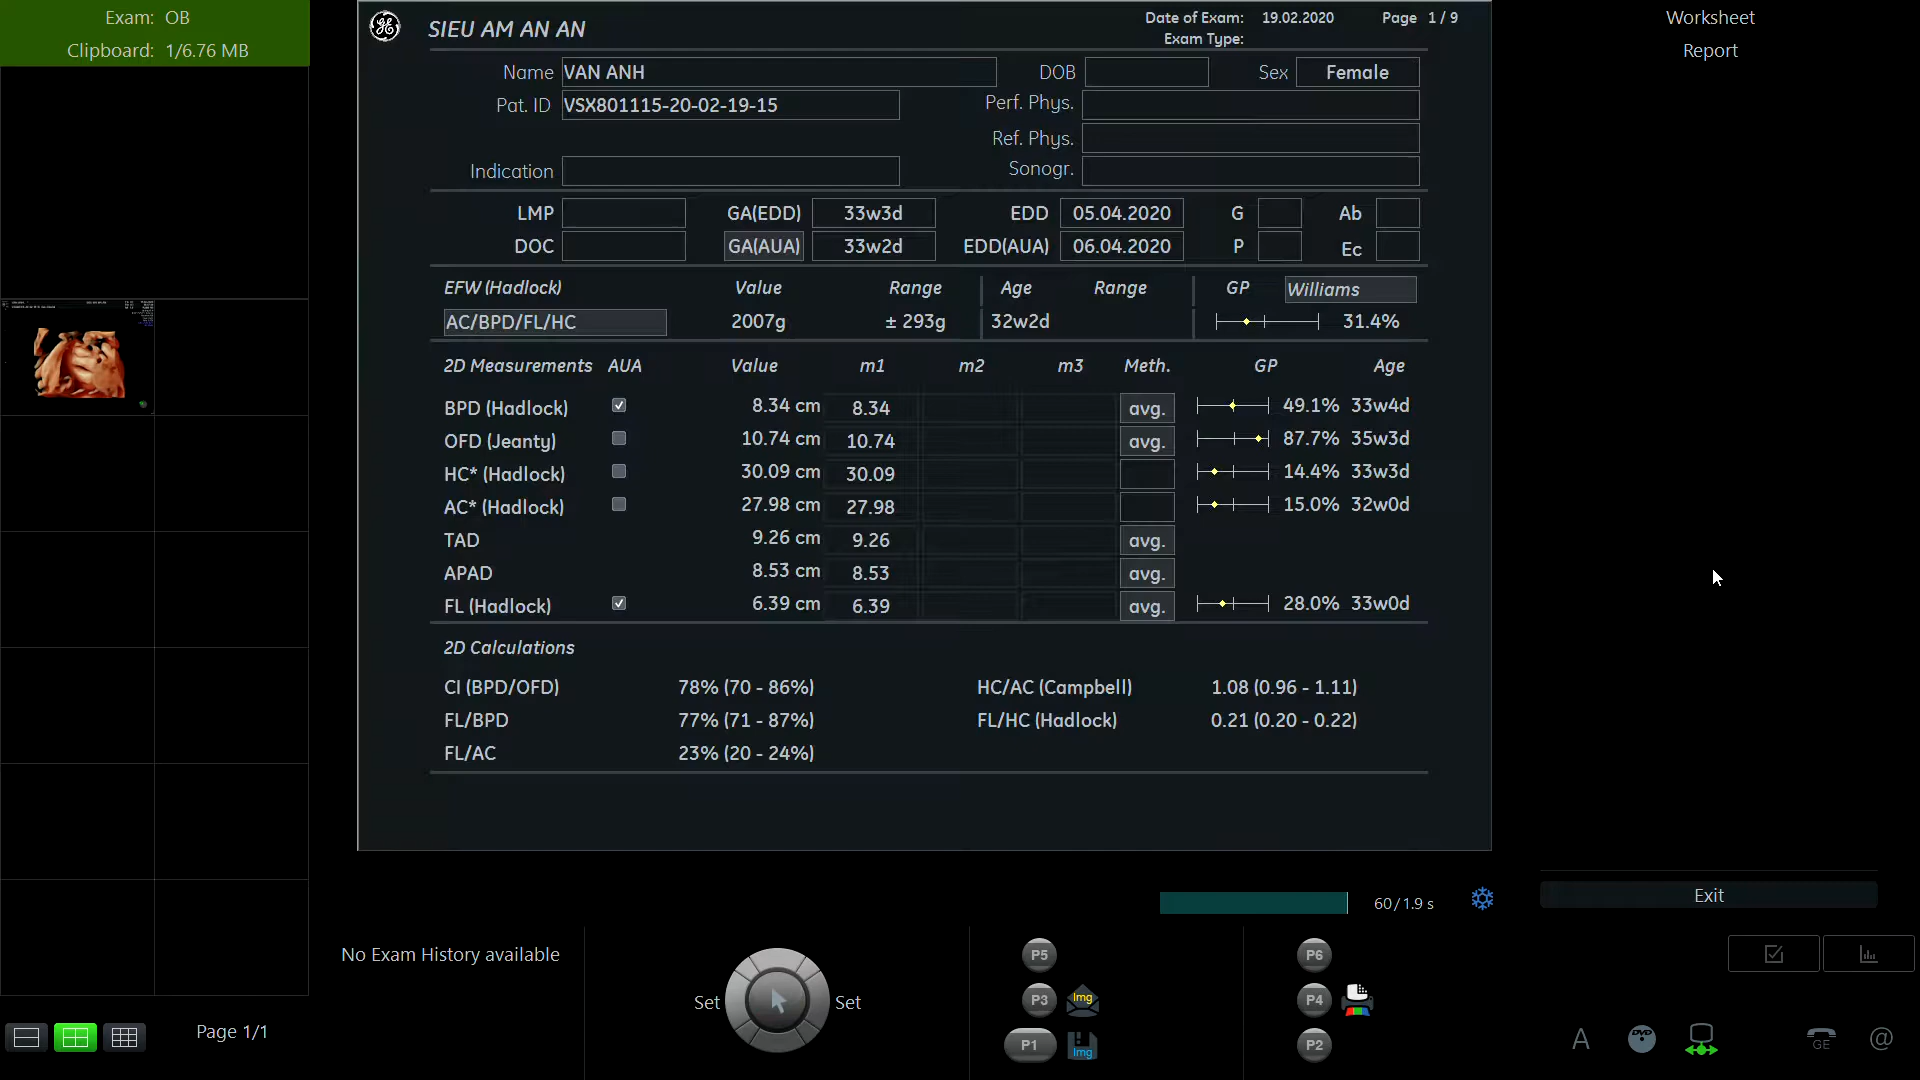 Exam: OB
Clipboard: 1/6.76 MB
SIEU AM AN AN
Date of Exam: 19.02.2020 Page 1 / 9
Exam Type:
Name VAN ANH DOB Sex Female
Pat. ID VSX801115-20-02-19-15 Perf. Phys.
Ref. Phys.
Indication Sonogr.
LMP GA(EDD) 33w3d EDD 05.04.2020 G Ab
DOC GA(AUA) 33w2d EDD(AUA) 06.04.2020 P Ec
EFW (Hadlock) Value Range Age Range GP Williams
AC/BPD/FL/HC 2007g ± 293g 32w2d 31.4%
2D Measurements AUA Value m1 m2 m3 Meth. GP Age
BPD (Hadlock) 8.34 cm 8.34 avg. 49.1% 33w4d
OFD (Jeanty) 10.74 cm 10.74 avg. 87.7% 35w3d
HC* (Hadlock) 30.09 cm 30.09 14.4% 33w3d
AC* (Hadlock) 27.98 cm 27.98 15.0% 32w0d
TAD 9.26 cm 9.26 avg.
APAD 8.53 cm 8.53 avg.
FL (Hadlock) 6.39 cm 6.39 avg. 28.0% 33w0d
2D Calculations
CI (BPD/OFD) 78% (70 - 86%) HC/AC (Campbell) 1.08 (0.96 - 1.11)
FL/BPD 77% (71 - 87%) FL/HC (Hadlock) 0.21 (0.20 - 0.22)
FL/AC 23% (20 - 24%)
Worksheet
Report
60 / 1.9 s
Exit
No Exam History available
Set Set
P5
P3 Img
P1 Img
P6
P4
P2
Page 1/1
A DVD GE @